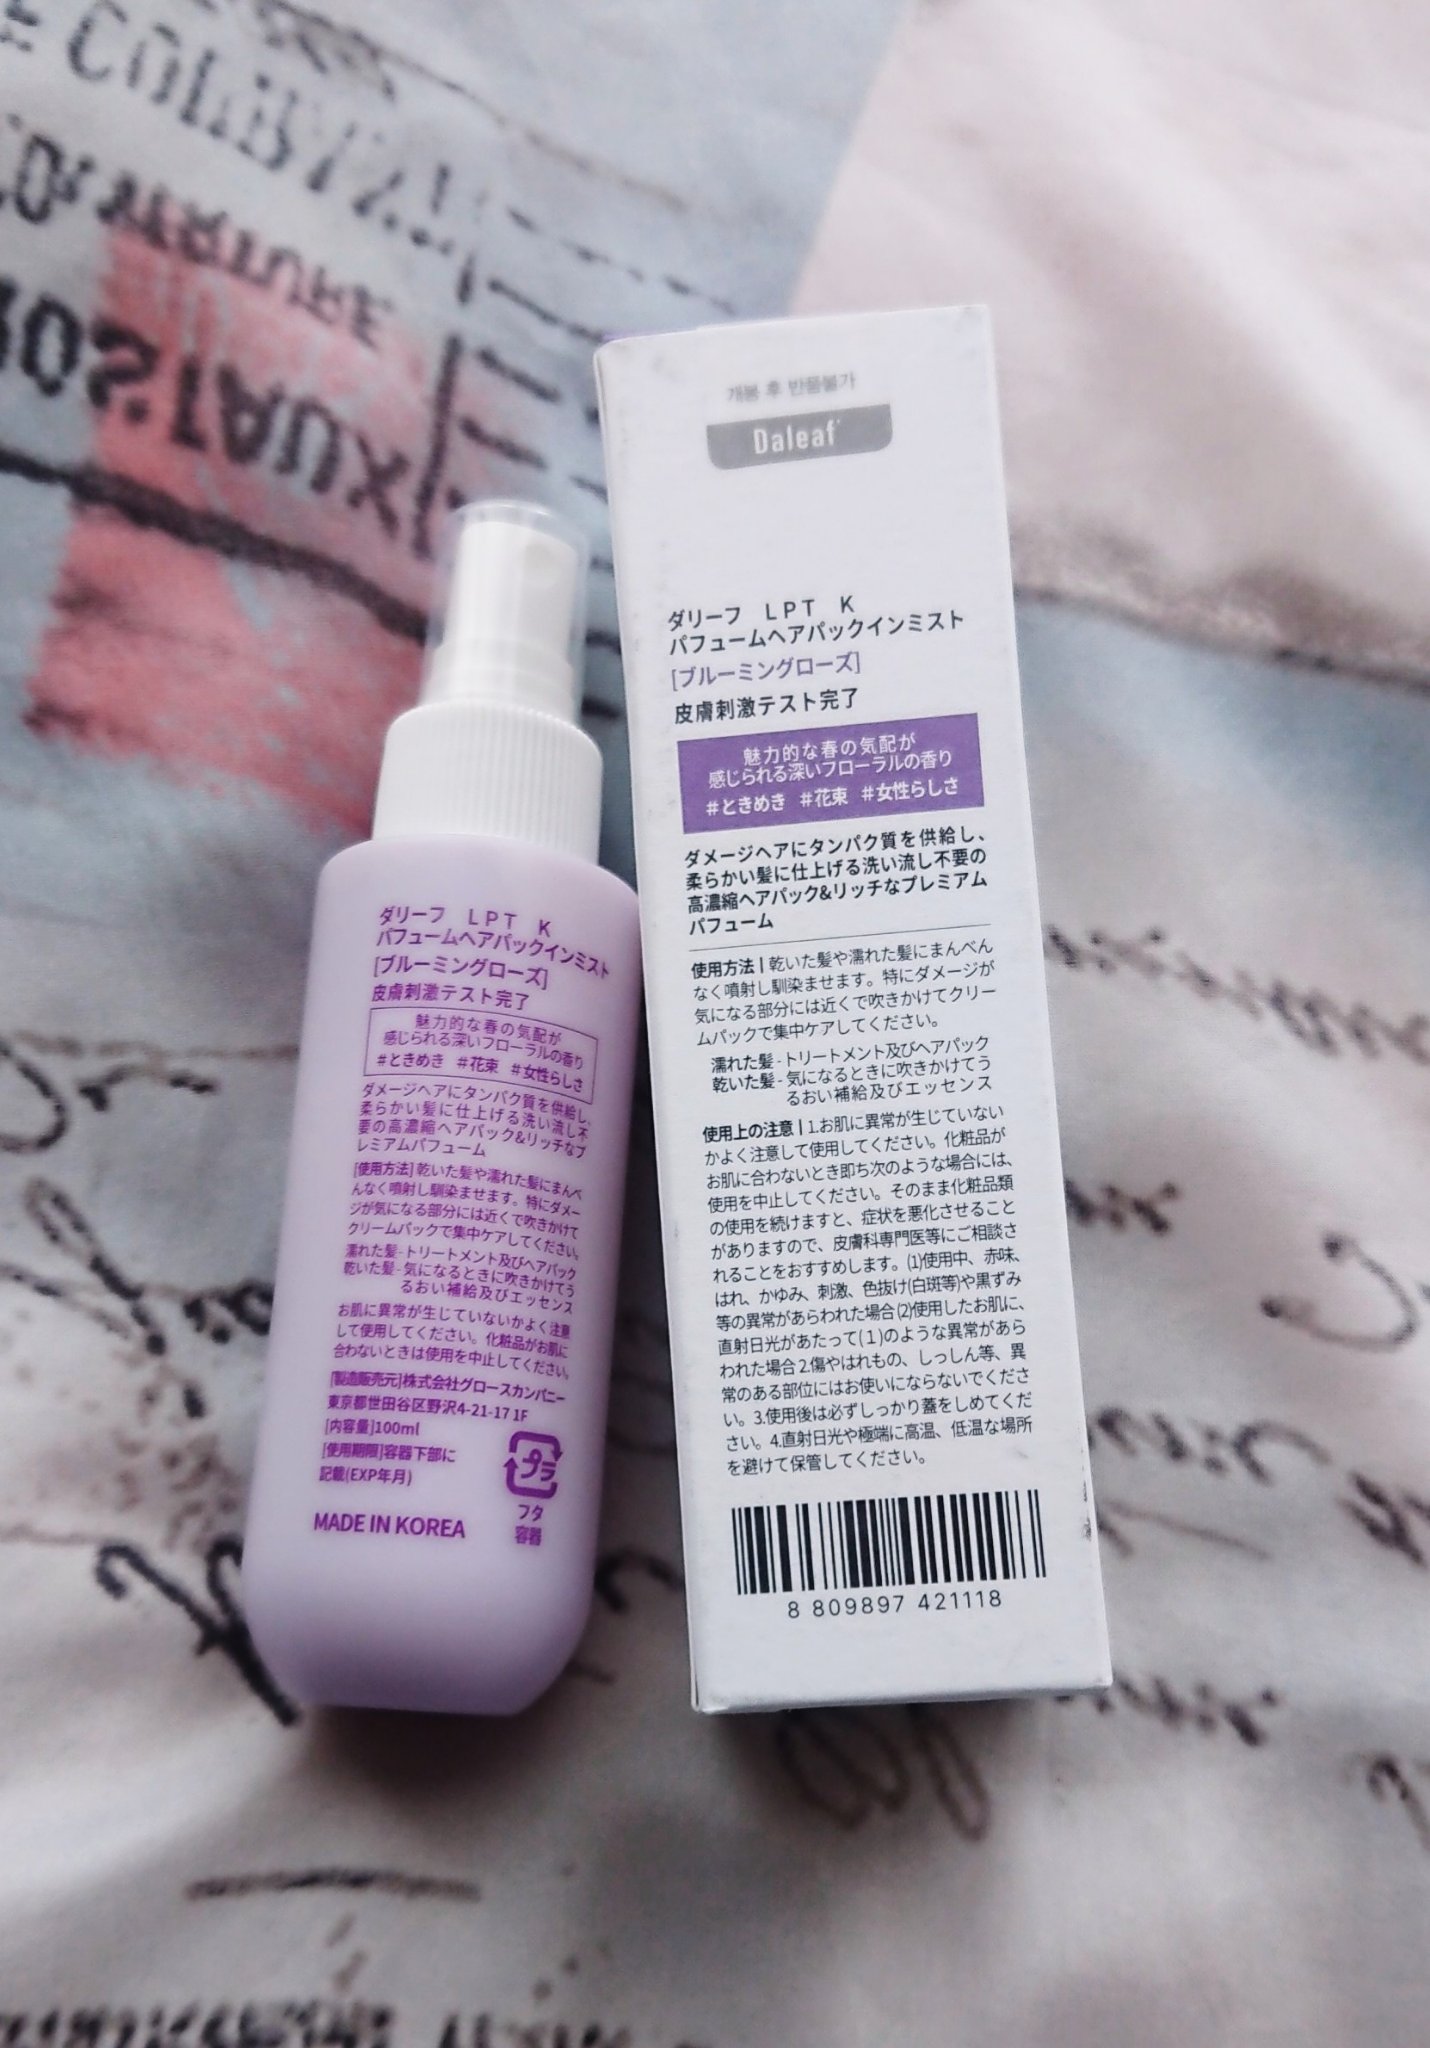 ダリーフ LPT K
パフュームヘアパックインミスト
[ブルーミングローズ]
皮膚刺激テスト完了
魅力的な春の気配が
感じられる深いフローラルの香り
#ときめき #花束 #女性らしさ
ダメージヘアにタンパク質を供給し、
柔らかい髪に仕上げる洗い流し不
要の高濃縮ヘアパック&リッチなプ
レミアムパフューム
[使用方法]乾いた髪や濡れた髪にまんべ
んなく噴射し馴染ませます。特にダメー
ジが気になる部分には近くで吹きかけて
クリームパックで集中ケアしてください。
濡れた髪-トリートメント及びヘアパック
乾いた髪-気になるときに吹きかけてう
るおい補給及びエッセンス
お肌に異常が生じていないかよく注意
して使用してください。化粧品がお肌に
合わないときは使用を中止してください。
[製造販売元]株式会社グロースカンパニー
東京都世田谷区野沢4-21-17 1F
[内容量]100ml
[使用期限]容器下部に
記載(EXP年月)
プラ
フタ
容器
MADE IN KOREA
개봉 후 반품불가
Daleaf
ダリーフ LPT K
パフュームヘアパックインミスト
[ブルーミングローズ]
皮膚刺激テスト完了
魅力的な春の気配が
感じられる深いフローラルの香り
#ときめき #花束 #女性らしさ
ダメージヘアにタンパク質を供給し、
柔らかい髪に仕上げる洗い流し不要の
高濃縮ヘアパック&リッチなプレミアム
パフューム
使用方法|乾いた髪や濡れた髪にまんべん
なく噴射し馴染ませます。特にダメージが
気になる部分には近くで吹きかけてクリー
ムパックで集中ケアしてください。
濡れた髪-トリートメント及びヘアパック
乾いた髪-気になるときに吹きかけてう
るおい補給及びエッセンス
使用上の注意|1.お肌に異常が生じていない
かよく注意して使用してください。化粧品が
お肌に合わないとき即ち次のような場合には、
使用を中止してください。そのまま化粧品類
の使用を続けますと、症状を悪化させること
がありますので、皮膚科専門医等にご相談さ
れることをおすすめします。(1)使用中、赤味、
はれ、かゆみ、刺激、色抜け(白斑等)や黒ずみ
等の異常があらわれた場合(2)使用したお肌に、
直射日光があたって(1)のような異常があら
われた場合 2.傷やはれもの、しっしん等、異
常のある部位にはお使いにならないでくださ
い。3.使用後は必ずしっかり蓋をしめてくだ
さい。4.直射日光や極端に高温、低温な場所
を避けて保管してください。
8 809897 421118